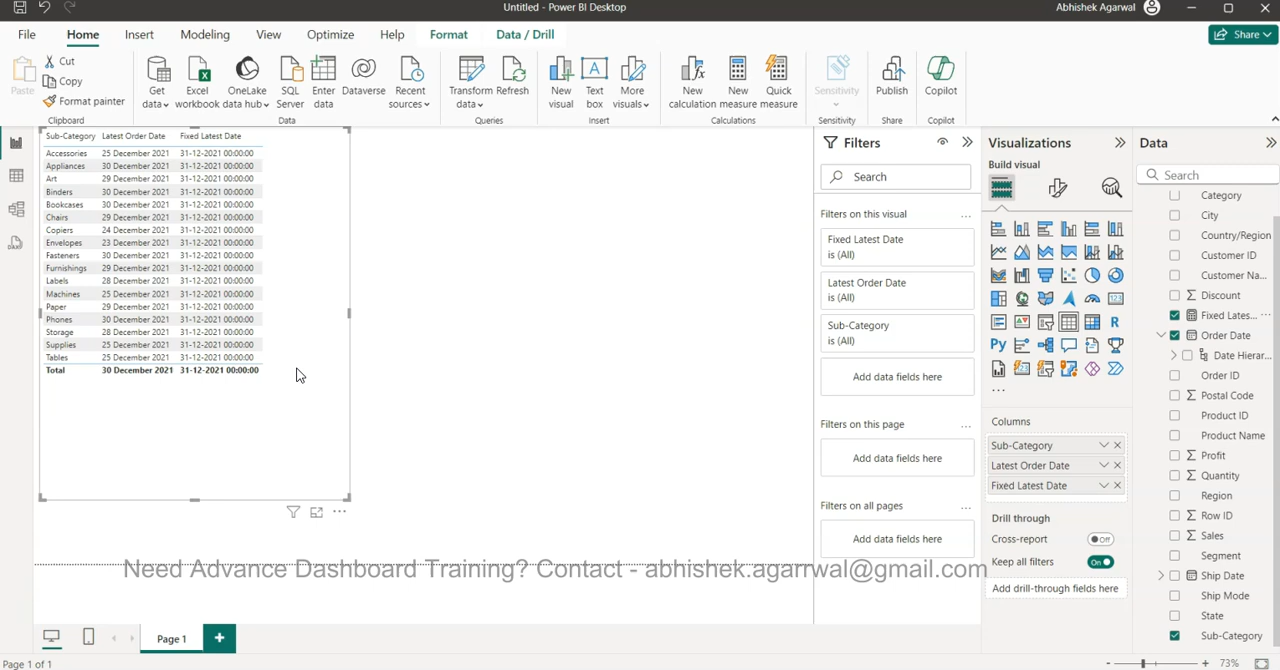 Untitled - Power BI Desktop
Abhishek Agarwal
File Home Insert Modeling View Optimize Help Format Data / Drill
Share
Paste
Cut
Copy
Format painter
Clipboard
Get data
Excel workbook
OneLake data hub
SQL Server
Enter data
Dataverse
Recent sources
Data
Transform data
Refresh
Queries
New visual
Text box
More visuals
Insert
New calculation
New measure
Quick measure
Calculations
Sensitivity
Sensitivity
Publish
Share
Copilot
Copilot
Sub-Category Latest Order Date Fixed Latest Date
Accessories 25 December 2021 31-12-2021 00:00:00
Appliances 30 December 2021 31-12-2021 00:00:00
Art 29 December 2021 31-12-2021 00:00:00
Binders 30 December 2021 31-12-2021 00:00:00
Bookcases 30 December 2021 31-12-2021 00:00:00
Chairs 29 December 2021 31-12-2021 00:00:00
Copiers 24 December 2021 31-12-2021 00:00:00
Envelopes 23 December 2021 31-12-2021 00:00:00
Fasteners 30 December 2021 31-12-2021 00:00:00
Furnishings 29 December 2021 31-12-2021 00:00:00
Labels 28 December 2021 31-12-2021 00:00:00
Machines 25 December 2021 31-12-2021 00:00:00
Paper 29 December 2021 31-12-2021 00:00:00
Phones 30 December 2021 31-12-2021 00:00:00
Storage 28 December 2021 31-12-2021 00:00:00
Supplies 25 December 2021 31-12-2021 00:00:00
Tables 25 December 2021 31-12-2021 00:00:00
Total 30 December 2021 31-12-2021 00:00:00
Filters
Search
Filters on this visual
Fixed Latest Date
is (All)
Latest Order Date
is (All)
Sub-Category
is (All)
Add data fields here
Filters on this page
Add data fields here
Filters on all pages
Add data fields here
Visualizations
Build visual
R
Py
Columns
Sub-Category
Latest Order Date
Fixed Latest Date
Drill through
Cross-report
Off
Keep all filters
On
Add drill-through fields here
Data
Search
Category
City
Country/Region
Customer ID
Customer Na...
Discount
Fixed Lates...
Order Date
Date Hierar...
Order ID
Postal Code
Product ID
Product Name
Profit
Quantity
Region
Row ID
Sales
Segment
Ship Date
Ship Mode
State
Sub-Category
Need Advance Dashboard Training? Contact - abhishek.agarrwal@gmail.com
Page 1
Page 1 of 1
73%